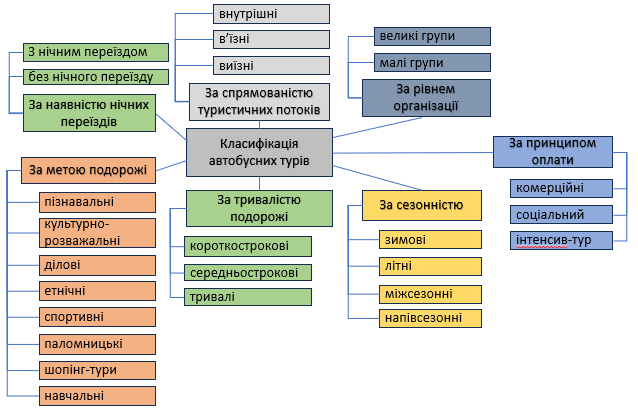 внутрішні
в’їзні
виїзні
За спрямованістю
туристичних потоків
З нічним переїздом
без нічного переїзду
За наявністю нічних
переїздів
великі групи
малі групи
За рівнем
організації
Класифікація
автобусних турів
За принципом
оплати
комерційні
соціальний
інтенсив-тур
За метою подорожі
пізнавальні
культурно-
розважальні
ділові
етнічні
спортивні
паломницькі
шопінг-тури
навчальні
За тривалістю
подорожі
короткострокові
середньострокові
тривалі
За сезонністю
зимові
літні
міжсезонні
напівсезонні